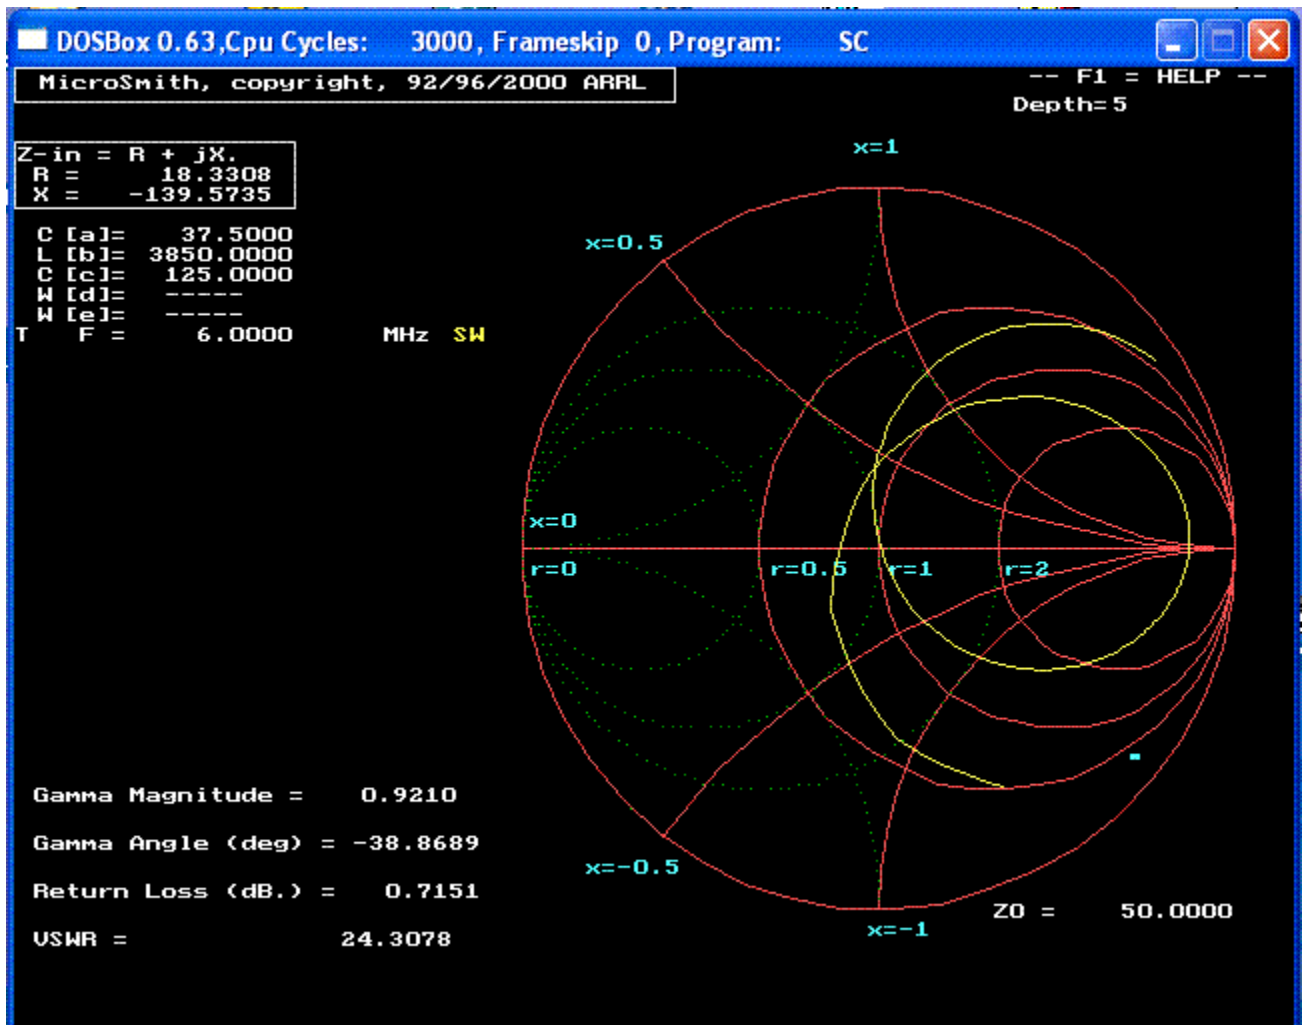 DOSBox 0.63,Cpu Cycles: 3000, Frameskip 0, Program: SC
MicroSmith, copyright, 92/96/2000 ARRL
-- F1 = HELP --
Depth=5
Z-in = R + jX.
R = 18.3308
X = -139.5735
C [a]= 37.5000
L [b]= 3850.0000
C [c]= 125.0000
W [d]= -----
W [e]= -----
T F = 6.0000 MHz SW
x=1
x=0.5
x=0
r=0
r=0.5
r=1
r=2
x=-0.5
x=-1
Gamma Magnitude = 0.9210
Gamma Angle (deg) = -38.8689
Return Loss (dB.) = 0.7151
VSWR = 24.3078
ZO = 50.0000